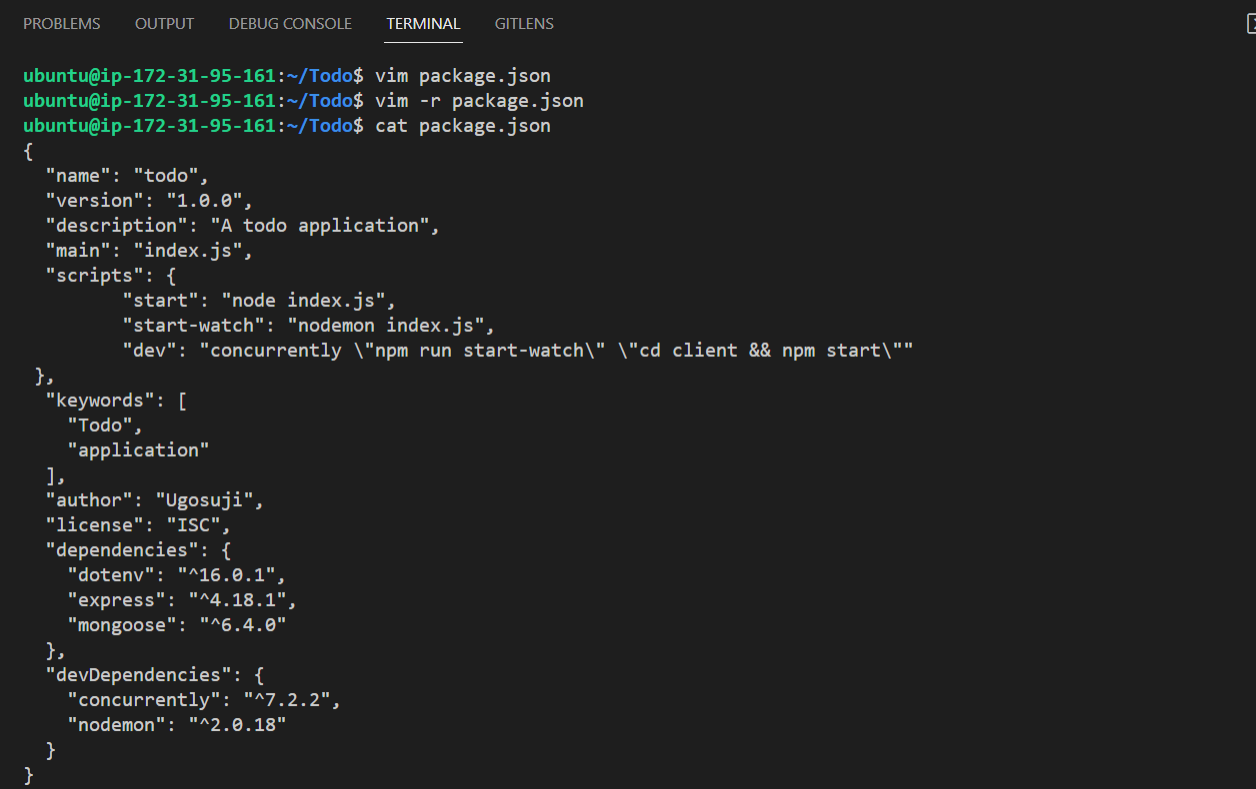 PROBLEMS OUTPUT DEBUG CONSOLE TERMINAL GITLENS
ubuntu@ip-172-31-95-161:~/Todo$ vim package.json
ubuntu@ip-172-31-95-161:~/Todo$ vim -r package.json
ubuntu@ip-172-31-95-161:~/Todo$ cat package.json
{
  "name": "todo",
  "version": "1.0.0",
  "description": "A todo application",
  "main": "index.js",
  "scripts": {
         "start": "node index.js",
         "start-watch": "nodemon index.js",
         "dev": "concurrently \"npm run start-watch\" \"cd client && npm start\""
 },
  "keywords": [
    "Todo",
    "application"
  ],
  "author": "Ugosuji",
  "license": "ISC",
  "dependencies": {
    "dotenv": "^16.0.1",
    "express": "^4.18.1",
    "mongoose": "^6.4.0"
  },
  "devDependencies": {
    "concurrently": "^7.2.2",
    "nodemon": "^2.0.18"
  }
}